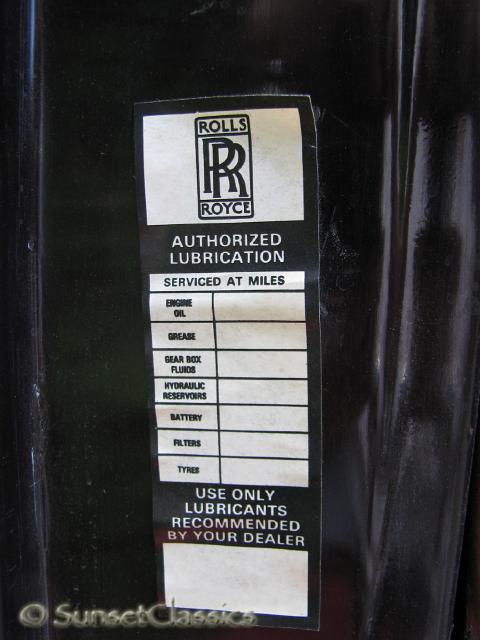 ROLLS
RR
ROYCE
AUTHORIZED
LUBRICATION
SERVICED AT MILES
ENGINE
OIL
GREASE
GEAR BOX
FLUIDS
HYDRAULIC
RESERVOIRS
BATTERY
FILTERS
TYRES
USE ONLY
LUBRICANTS
RECOMMENDED
BY YOUR DEALER
© SunsetClassics